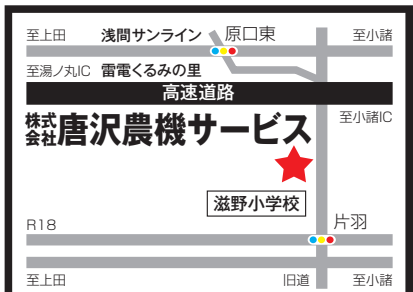 至上田 浅間サンライン 原口東 至小諸
至湯ノ丸IC 雷電くるみの里
高速道路
株式会社唐沢農機サービス 至小諸IC
滋野小学校
R18 片羽
至上田 旧道 至小諸